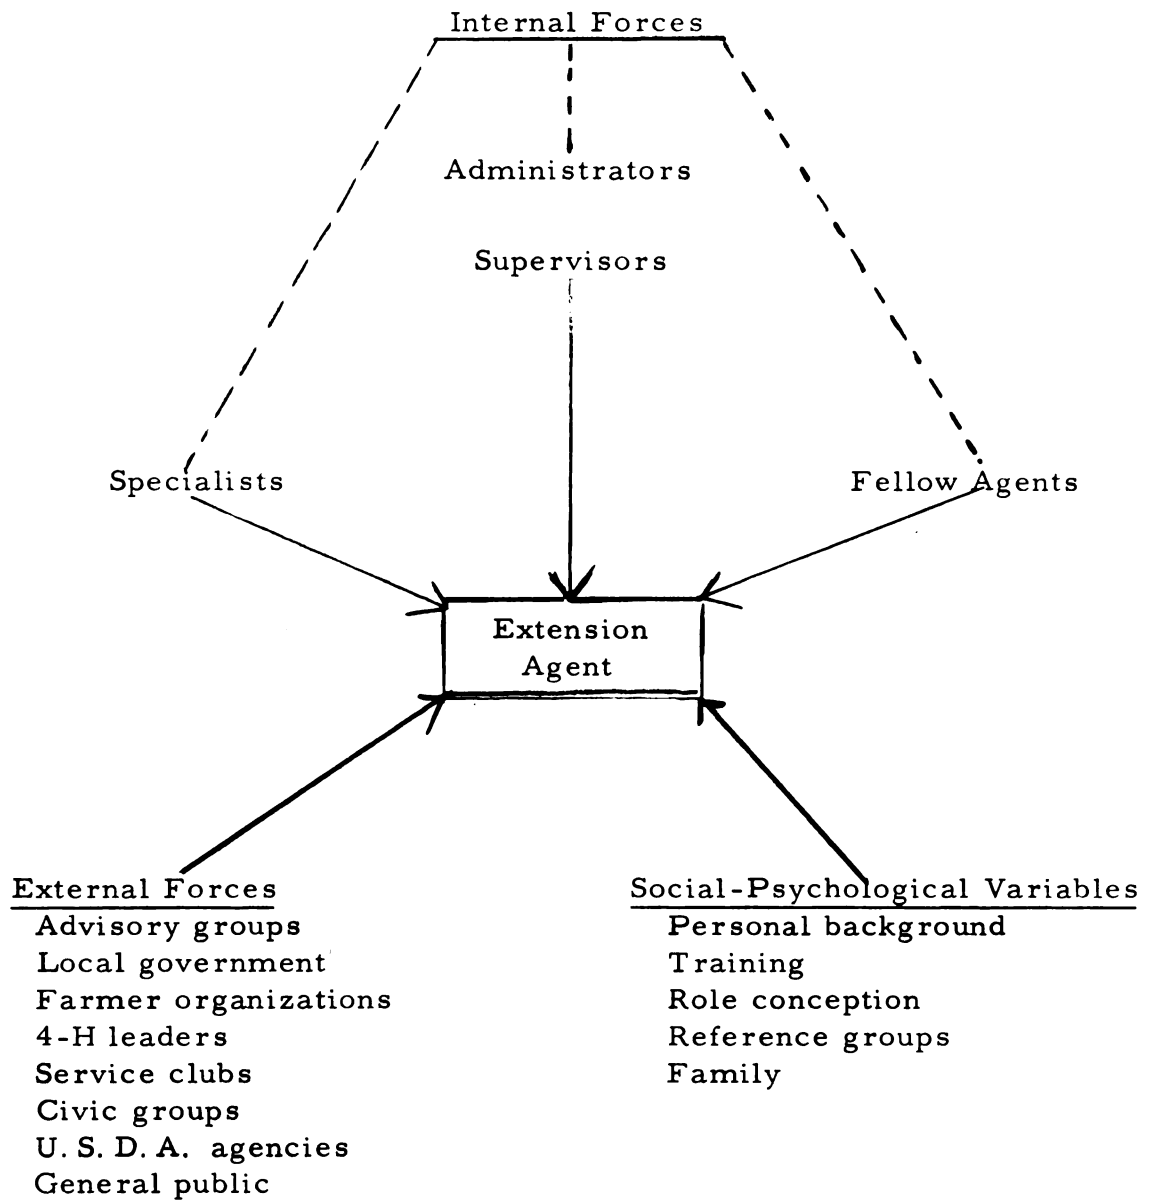 Internal Forces
Administrators
Supervisors
Specialists
Fellow Agents
Extension
Agent
External Forces
Advisory groups
Local government
Farmer organizations
4-H leaders
Service clubs
Civic groups
U. S. D. A. agencies
General public
Social-Psychological Variables
Personal background
Training
Role conception
Reference groups
Family